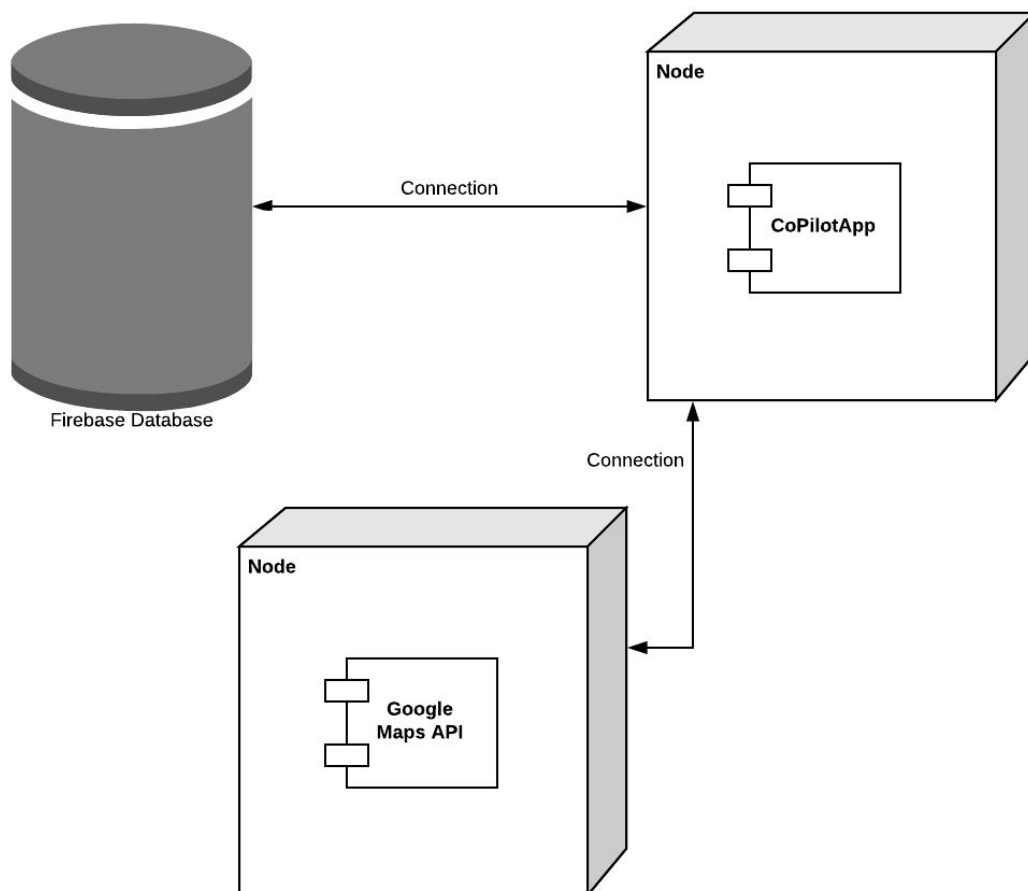 Node
Connection
CoPilotApp
Firebase Database
Connection
Node
Google
Maps API